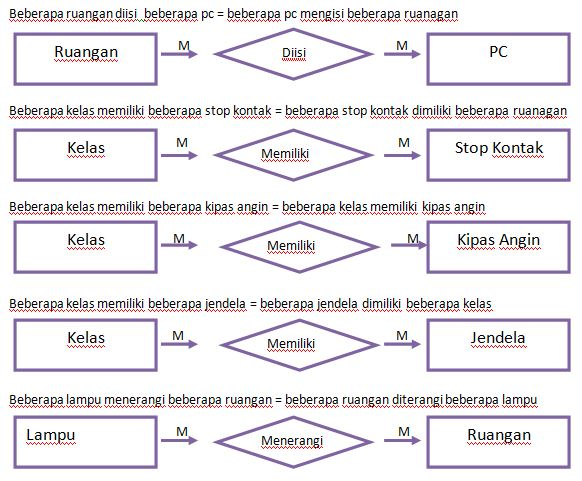 Beberapa ruangan diisi beberapa pc = beberapa pc mengisi beberapa ruanagan
Ruangan M Diisi M PC
Beberapa kelas memiliki beberapa stop kontak = beberapa stop kontak dimiliki beberapa ruanagan
Kelas M Memiliki M Stop Kontak
Beberapa kelas memiliki beberapa kipas angin = beberapa kelas memiliki kipas angin
Kelas M Memiliki M Kipas Angin
Beberapa kelas memiliki beberapa jendela = beberapa jendela dimiliki beberapa kelas
Kelas M Memiliki M Jendela
Beberapa lampu menerangi beberapa ruangan = beberapa ruangan diterangi beberapa lampu
Lampu M Menerangi M Ruangan